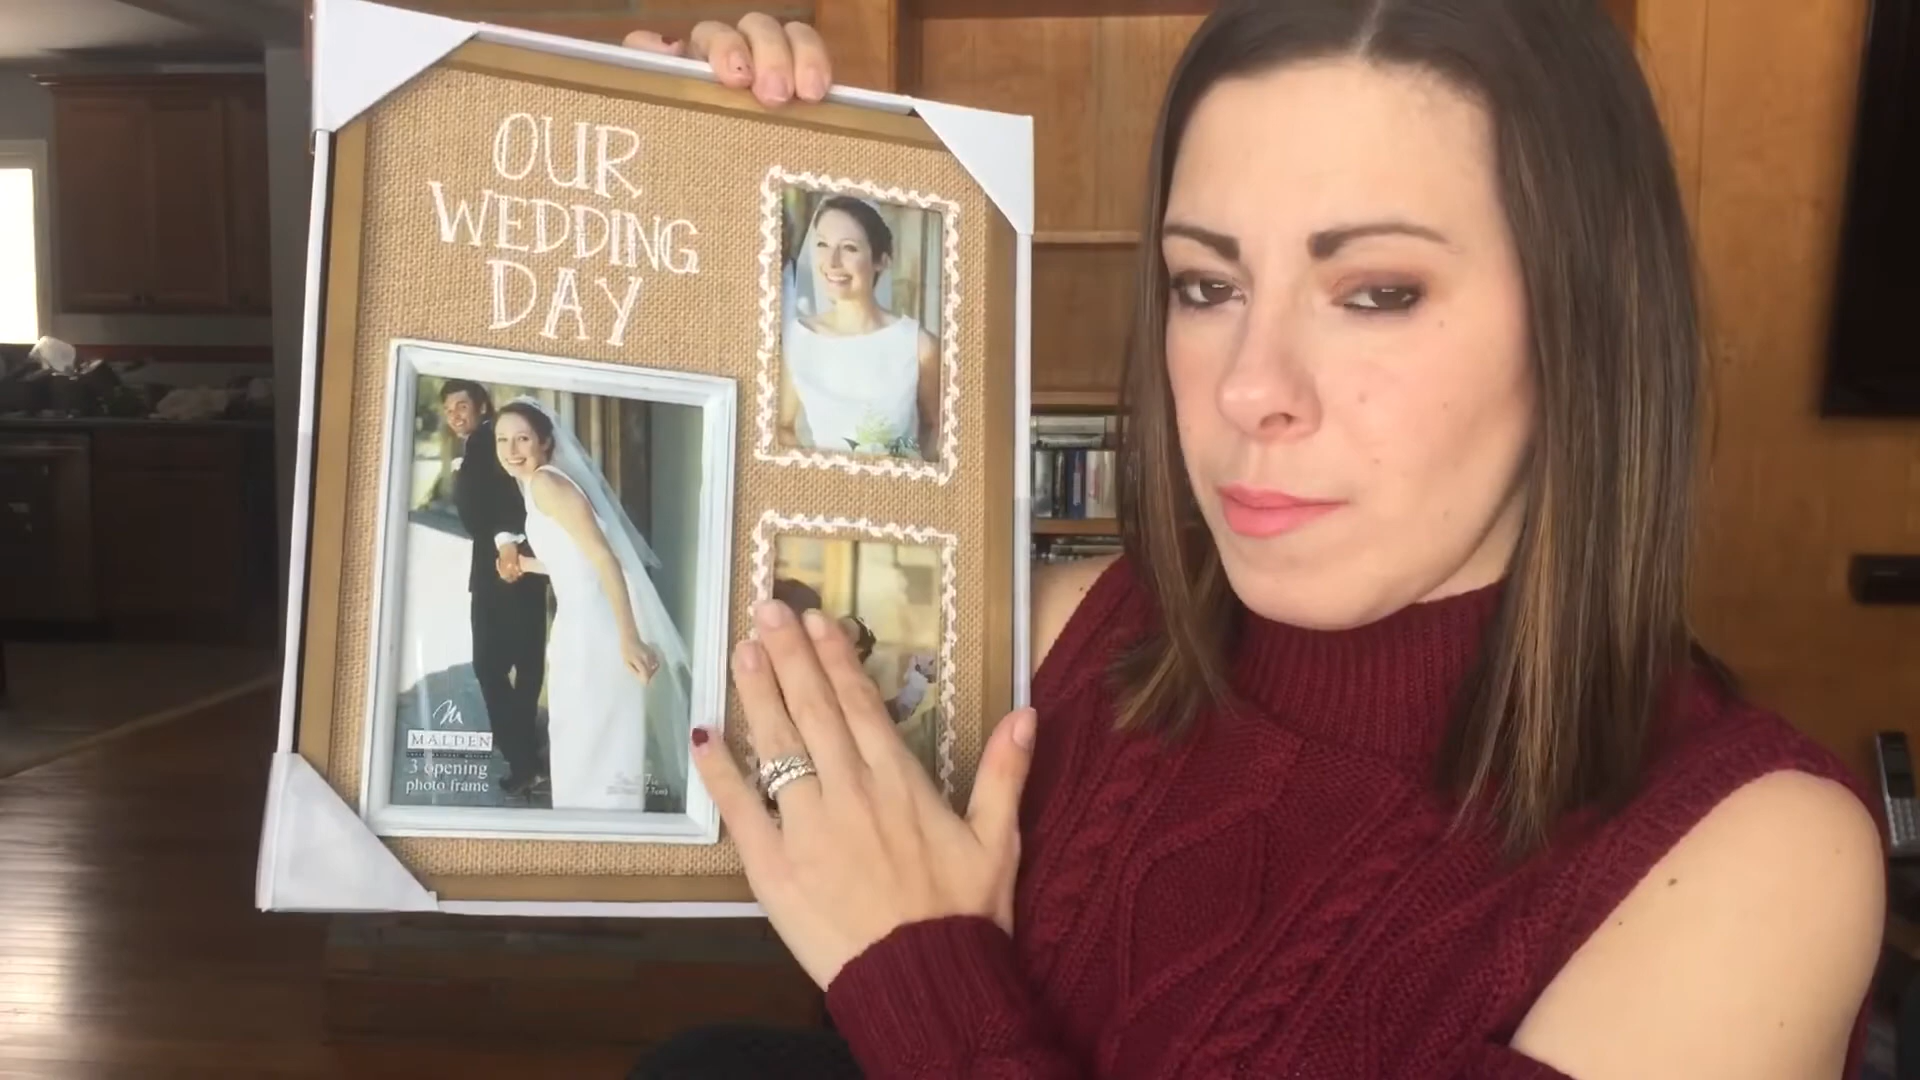 OUR
WEDDING
DAY
MALDEN
3 opening
photo frame